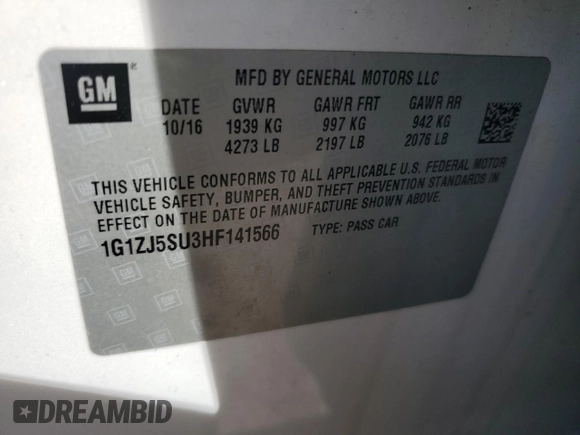 GM
®
MFD BY GENERAL MOTORS LLC
DATE GVWR GAWR FRT GAWR RR
10/16 1939 KG 997 KG 942 KG
4273 LB 2197 LB 2076 LB
THIS VEHICLE CONFORMS TO ALL APPLICABLE U.S. FEDERAL MOTOR
VEHICLE SAFETY, BUMPER, AND THEFT PREVENTION STANDARDS IN
EFFECT ON THE DATE OF MANUFACTURE SHOWN ABOVE.
1G1ZJ5SU3HF141566 TYPE: PASS CAR
DREAMBID